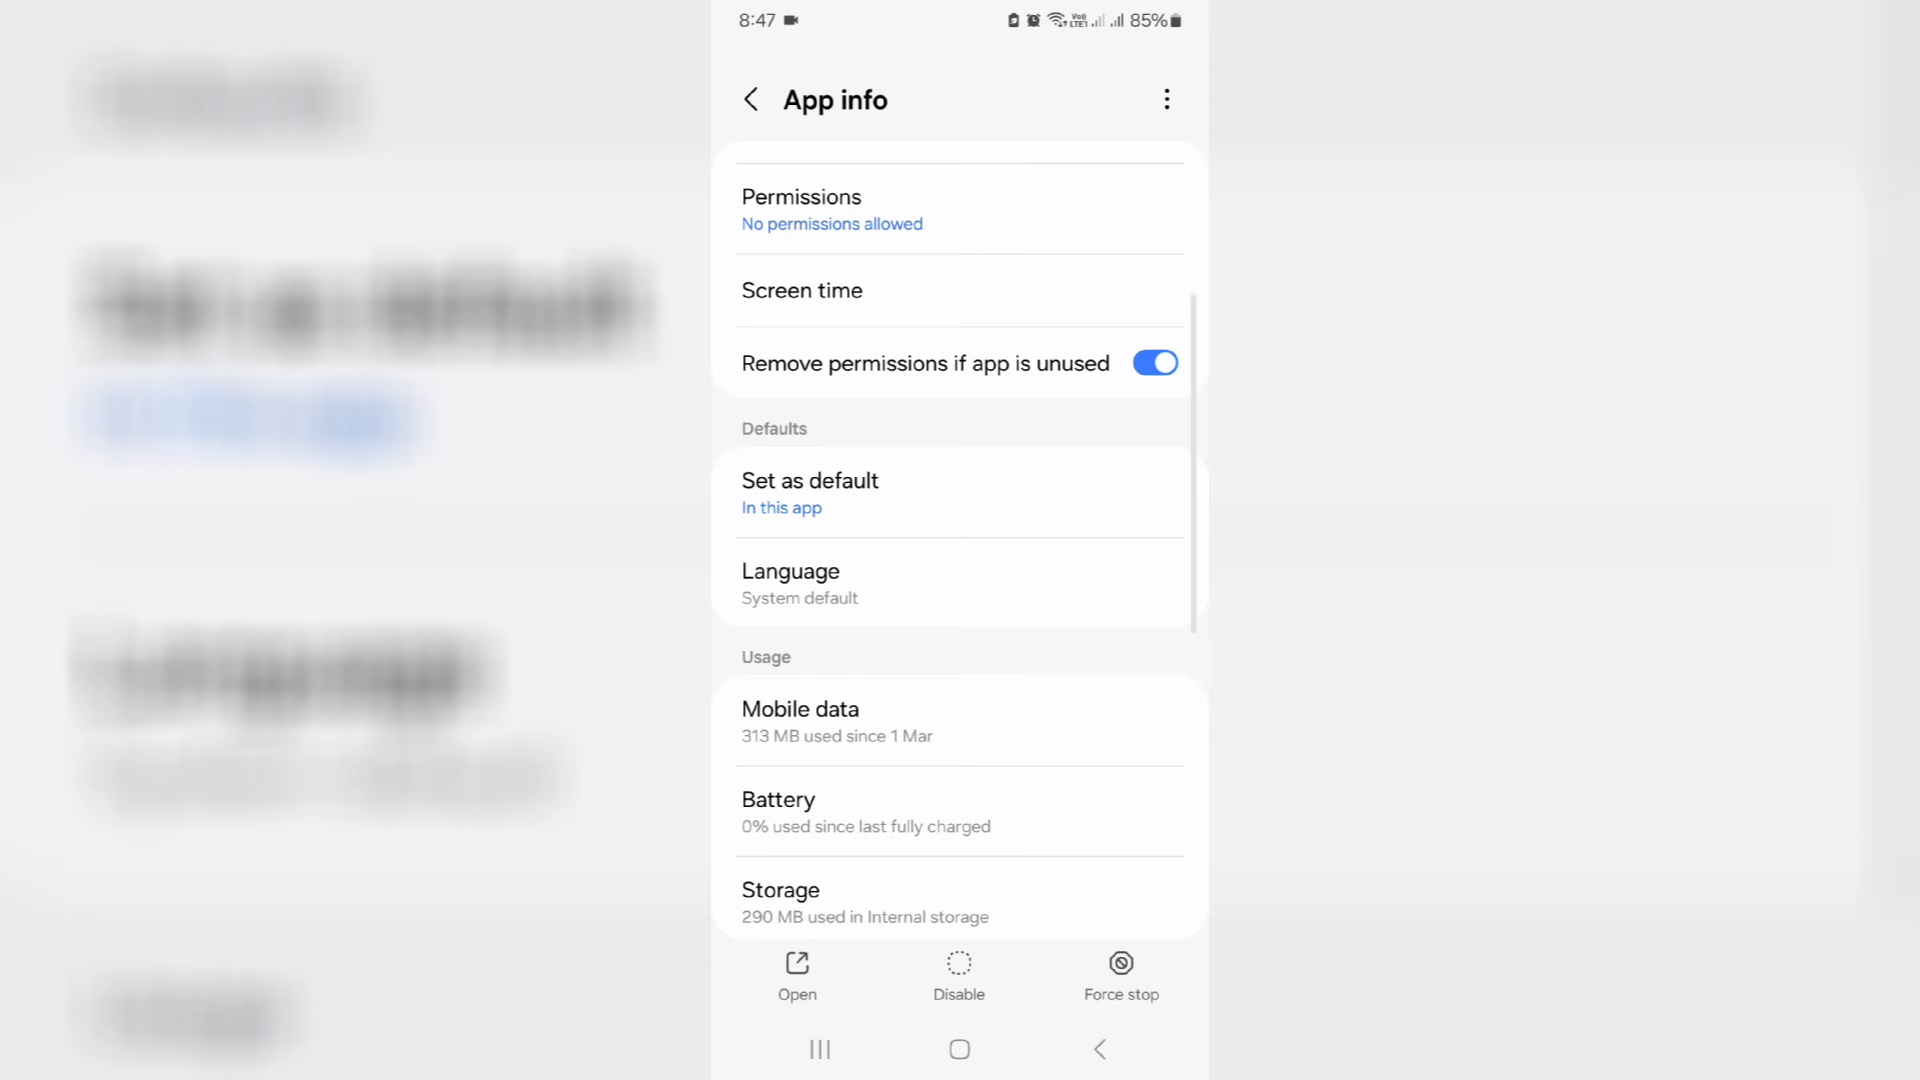 8:47 85%
App info
Permissions
No permissions allowed
Screen time
Remove permissions if app is unused
Defaults
Set as default
In this app
Language
System default
Usage
Mobile data
313 MB used since 1 Mar
Battery
0% used since last fully charged
Storage
290 MB used in Internal storage
Open Disable Force stop